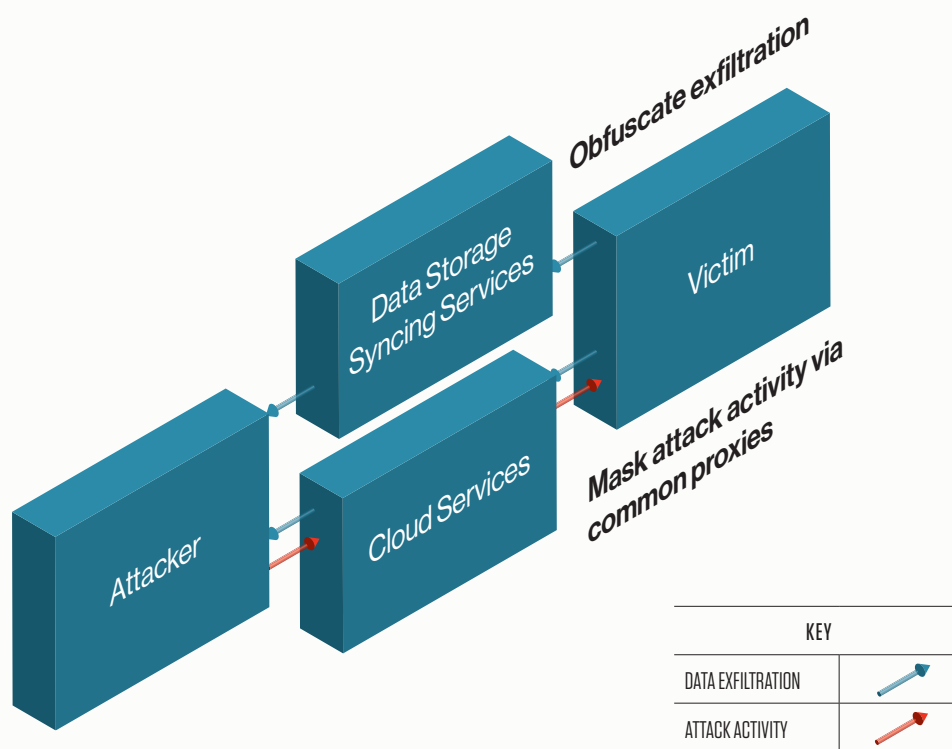 Obfuscate exfiltration
Data Storage
Syncing Services
Victim
Mask attack activity via
common proxies
Cloud Services
Attacker
KEY
DATA EXFILTRATION
ATTACK ACTIVITY